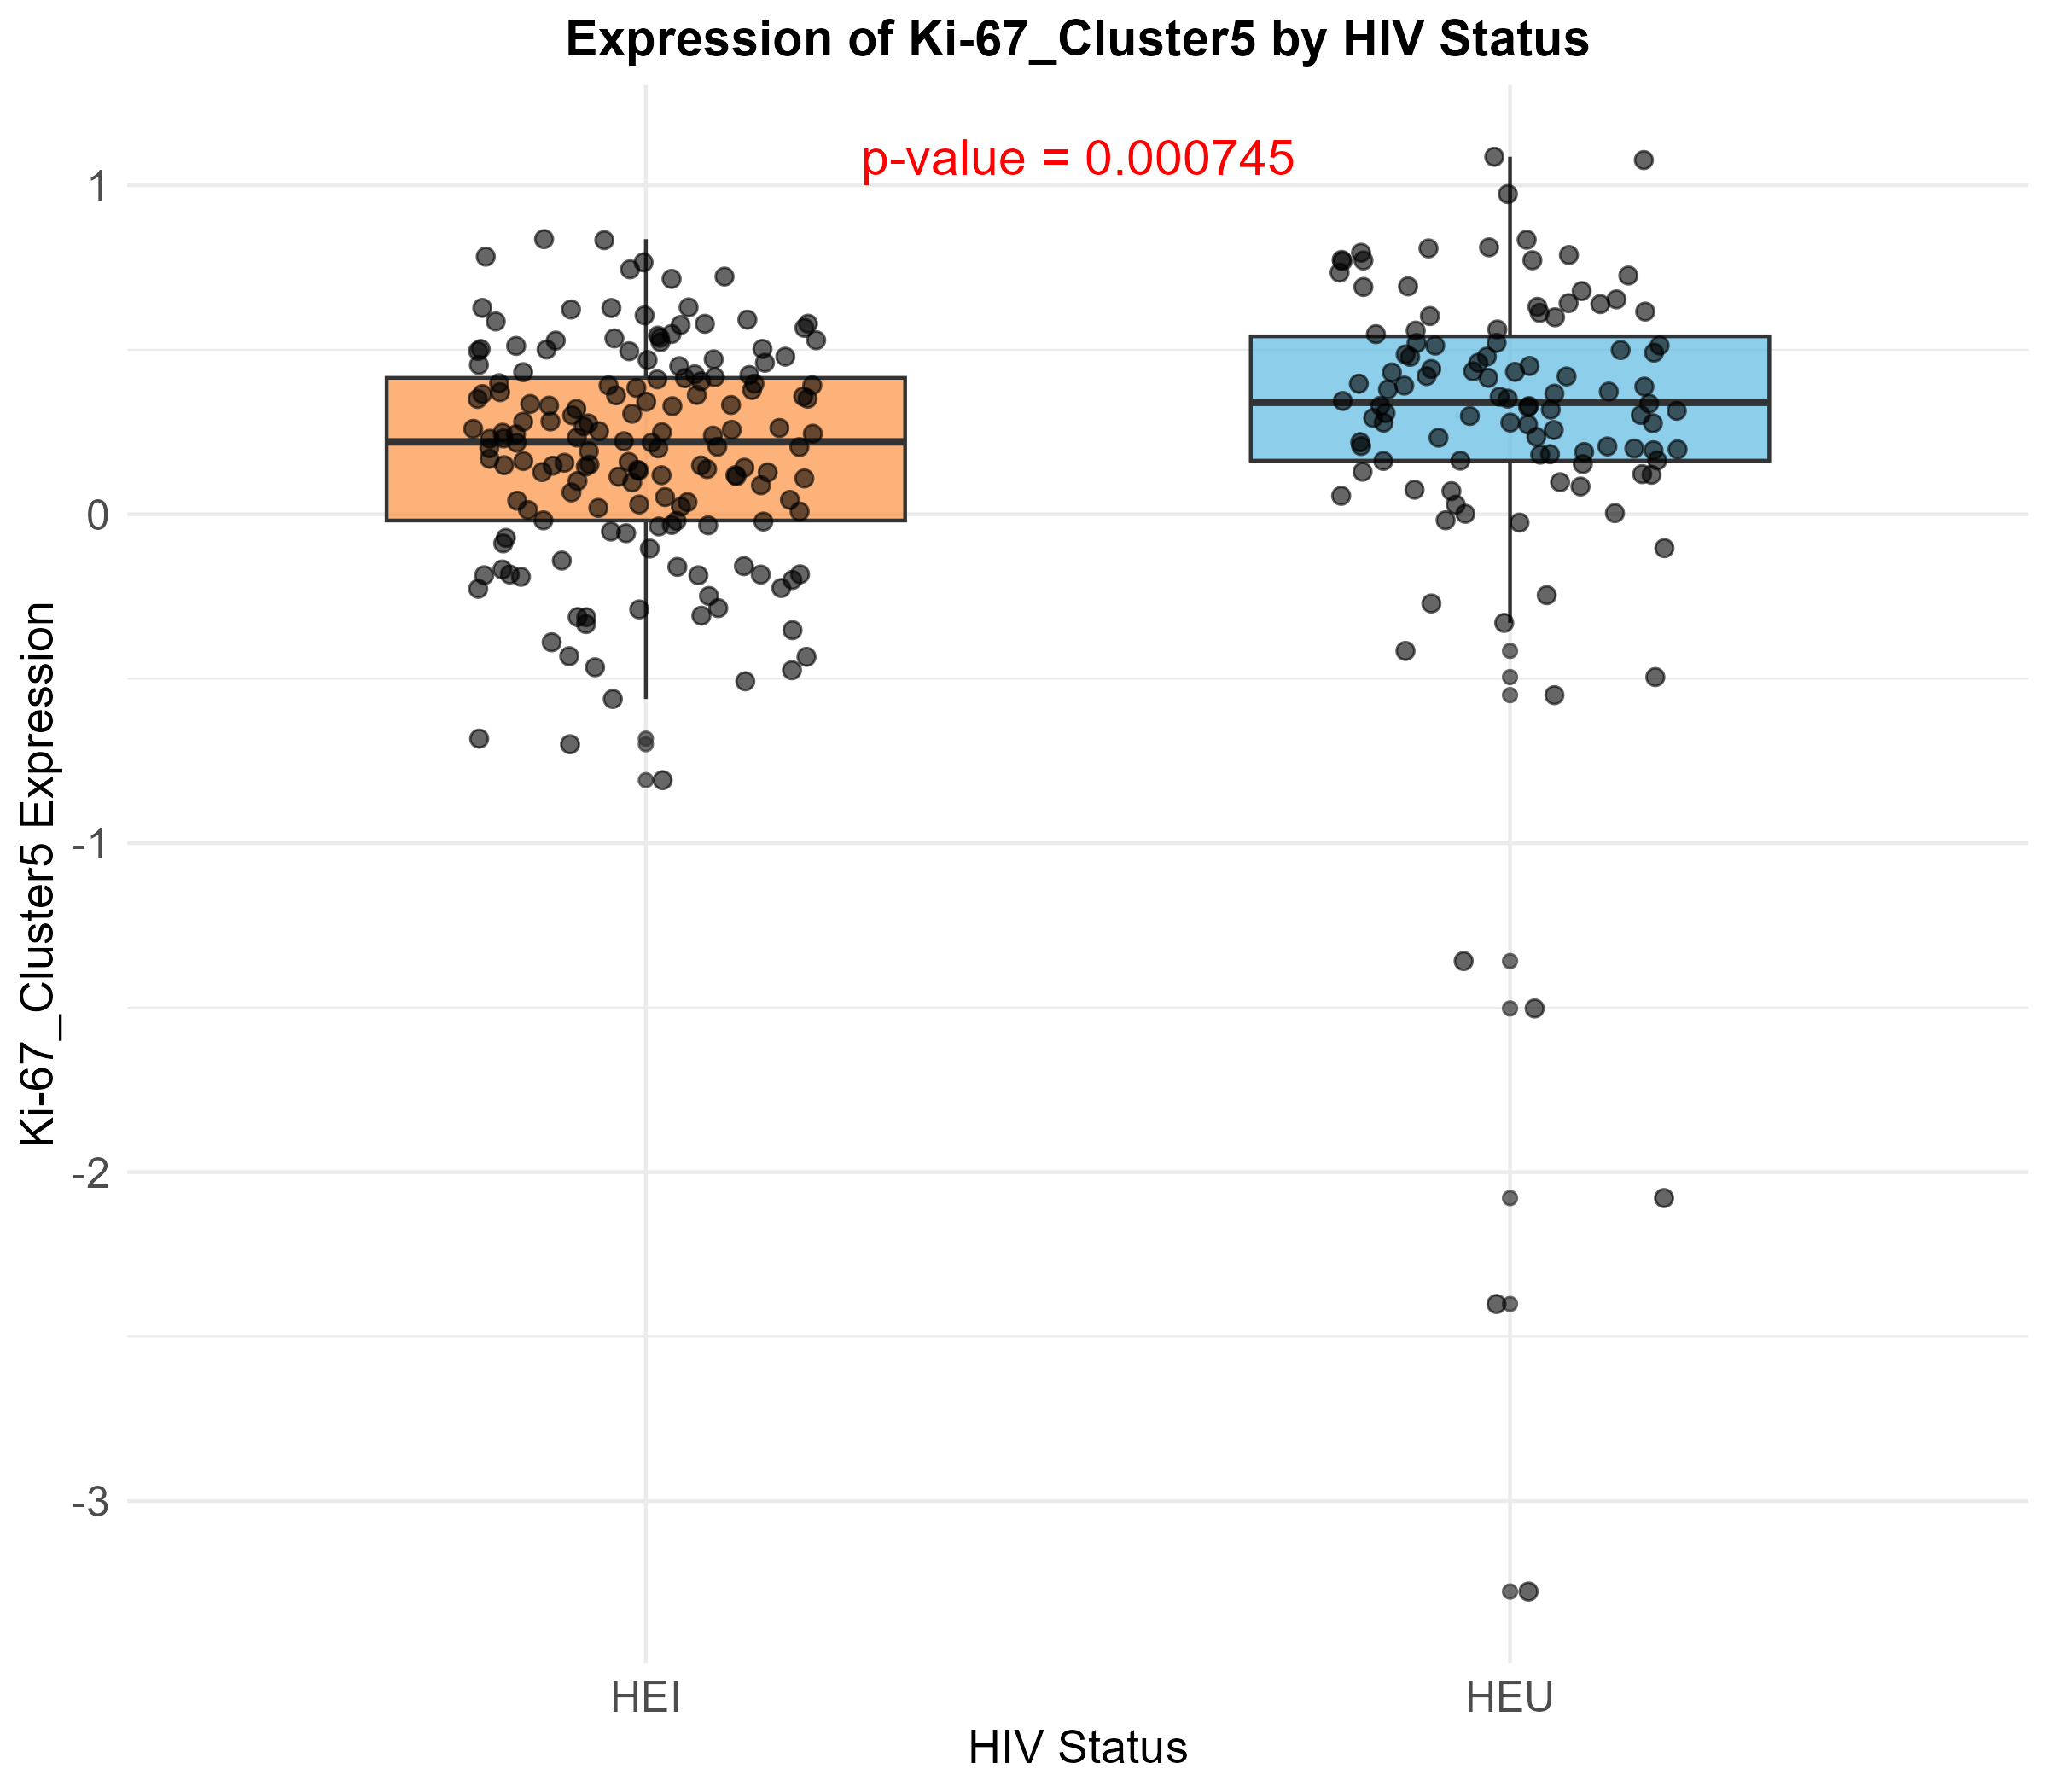 Expression of Ki-67_Cluster5 by HIV Status
p-value = 0.000745
1
0
-1
-2
-3
Ki-67_Cluster5 Expression
HEI
HEU
HIV Status